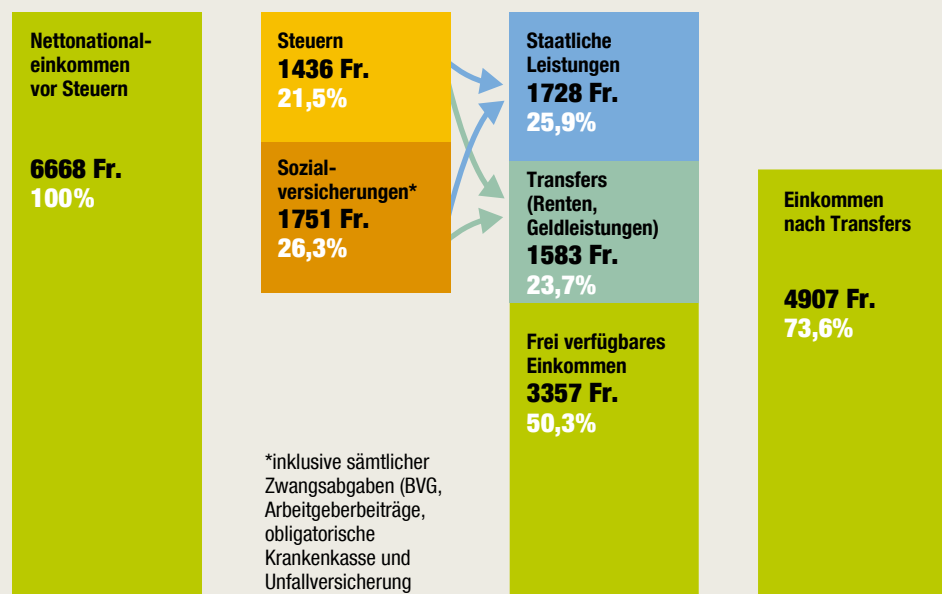 Nettonational-
einkommen
vor Steuern
6668 Fr.
100%
Steuern
1436 Fr.
21,5%
Sozial-
versicherungen*
1751 Fr.
26,3%
*inklusive sämtlicher
Zwangsabgaben (BVG,
Arbeitgeberbeiträge,
obligatorische
Krankenkasse und
Unfallversicherung
Staatliche
Leistungen
1728 Fr.
25,9%
Transfers
(Renten,
Geldleistungen)
1583 Fr.
23,7%
Frei verfügbares
Einkommen
3357 Fr.
50,3%
Einkommen
nach Transfers
4907 Fr.
73,6%